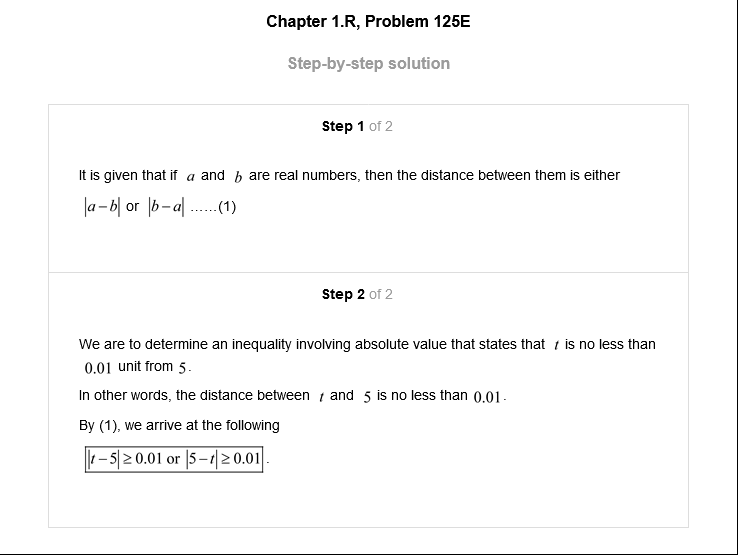 Chapter 1.R, Problem 125E
Step-by-step solution
Step 1 of 2
It is given that if a and b are real numbers, then the distance between them is either
|a−b| or |b−a| ......(1)
Step 2 of 2
We are to determine an inequality involving absolute value that states that t is no less than
0.01 unit from 5.
In other words, the distance between t and 5 is no less than 0.01.
By (1), we arrive at the following
|t−5|≥0.01 or |5−t|≥0.01.